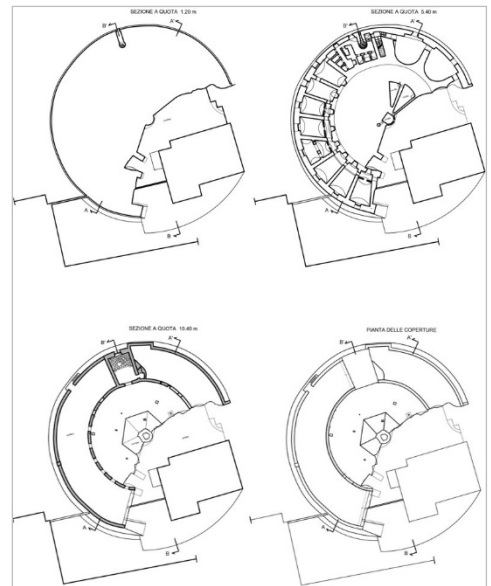 SEZIONE A QUOTA 1.20 m
B'
A'
A
B
SEZIONE A QUOTA 5.40 m
B'
A'
A
B
SEZIONE A QUOTA 10.40 m
B'
A'
A
B
PIANTA DELLE COPERTURE
B'
A'
A
B